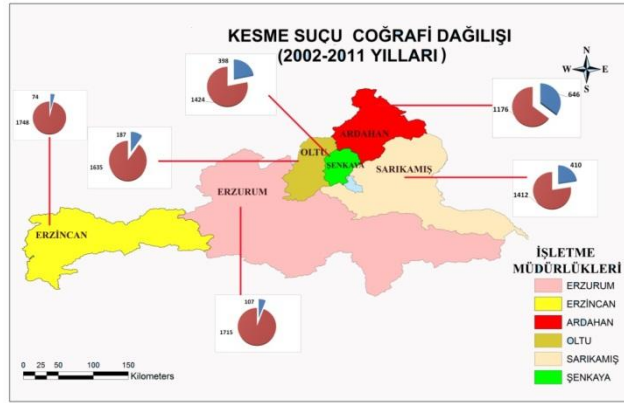 KESME SUÇU COĞRAFİ DAĞILIŞI
(2002-2011 YILLARI )
N
W E
S
398
1424
74
1748
187
1635
646
1176
410
1412
107
1715
ARDAHAN
OLTU
ŞENKAYA
SARIKAMIŞ
ERZURUM
ERZİNCAN
İŞLETME
MÜDÜRLÜKLERİ
ERZURUM
ERZİNCAN
ARDAHAN
OLTU
SARIKAMIŞ
ŞENKAYA
0 25 50 100 150
Kilometers